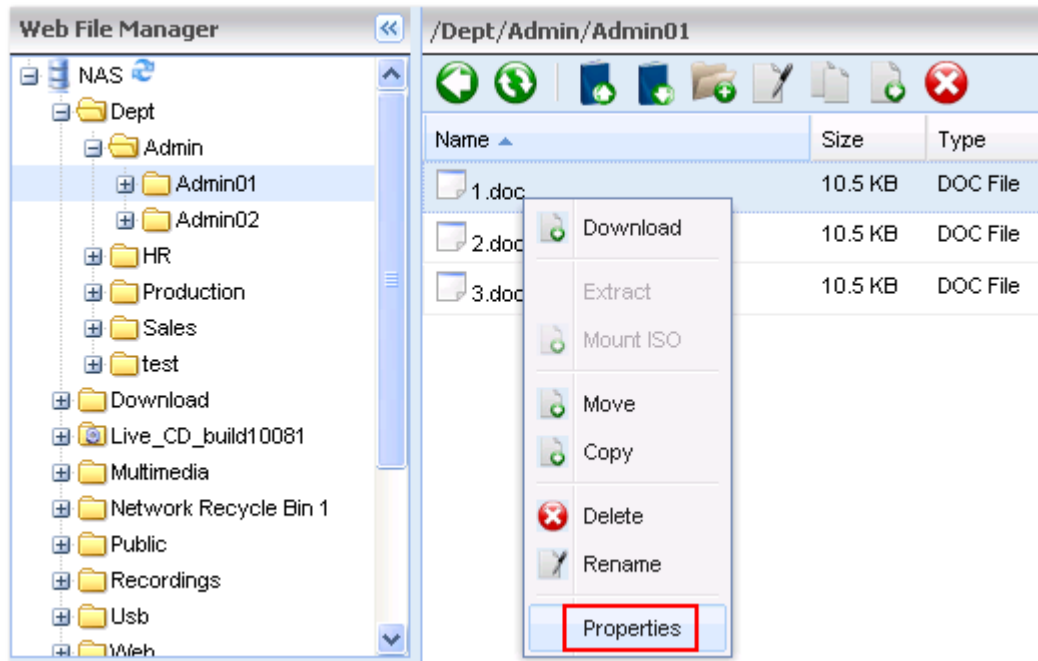 Web File Manager
NAS
Dept
Admin
Admin01
Admin02
HR
Production
Sales
test
Download
Live_CD_build10081
Multimedia
Network Recycle Bin 1
Public
Recordings
Usb
Web
/Dept/Admin/Admin01
Name Size Type
1.doc 10.5 KB DOC File
2.doc 10.5 KB DOC File
3.doc 10.5 KB DOC File
Download
Extract
Mount ISO
Move
Copy
Delete
Rename
Properties